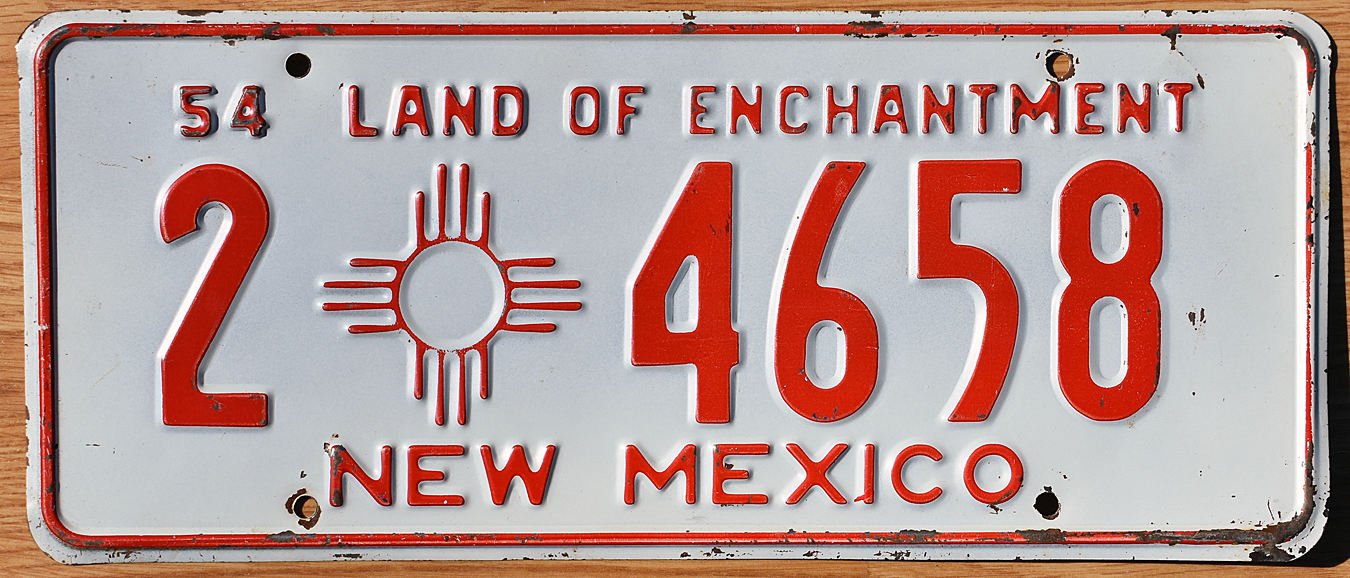 54 LAND OF ENCHANTMENT
2 4658
NEW MEXICO